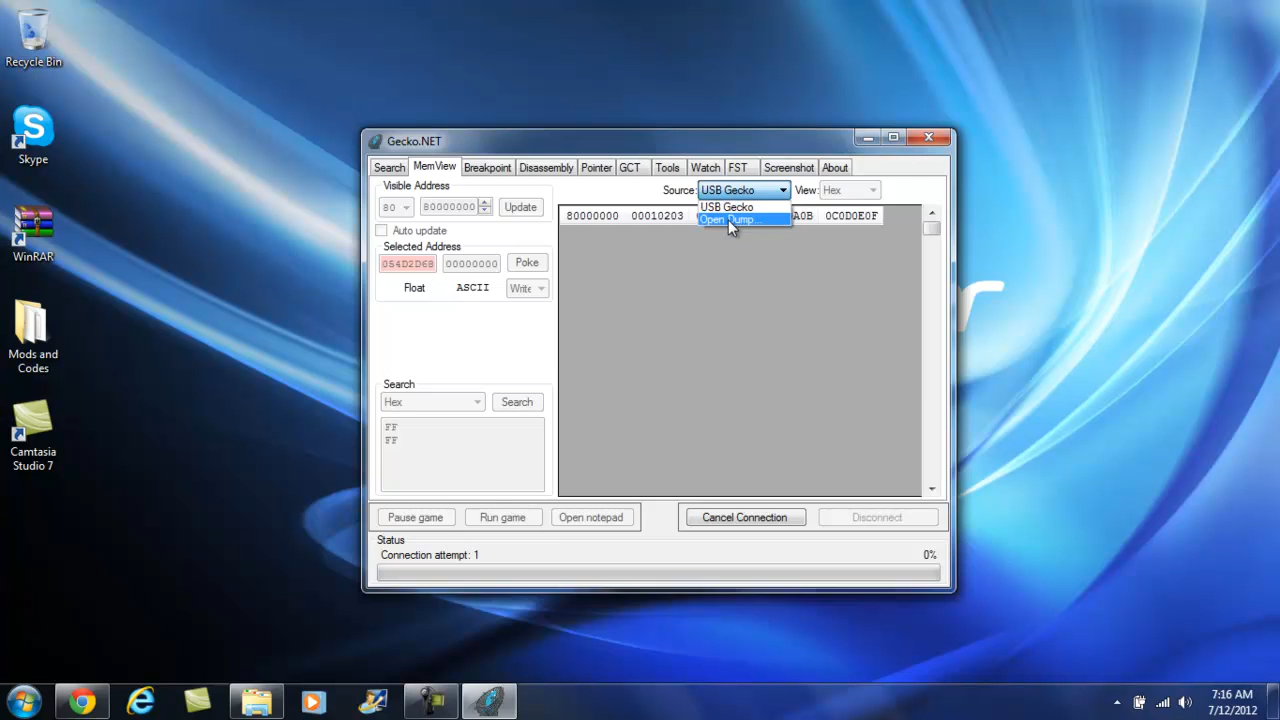 Recycle Bin
Skype
WinRAR
Mods and
Codes
Camtasia
Studio 7
Gecko.NET
Search MemView Breakpoint Disassembly Pointer GCT Tools Watch FST Screenshot About
Visible Address
80 80000000 Update
Auto update
Selected Address
054D2D68 00000000 Poke
Float ASCII Write
Source: USB Gecko View: Hex
USB Gecko
Open Dump...
80000000 00010203 A0B 0C0D0E0F
Search
Hex Search
FF
FF
Pause game Run game Open notepad Cancel Connection Disconnect
Status
Connection attempt: 1 0%
7:16 AM
7/12/2012